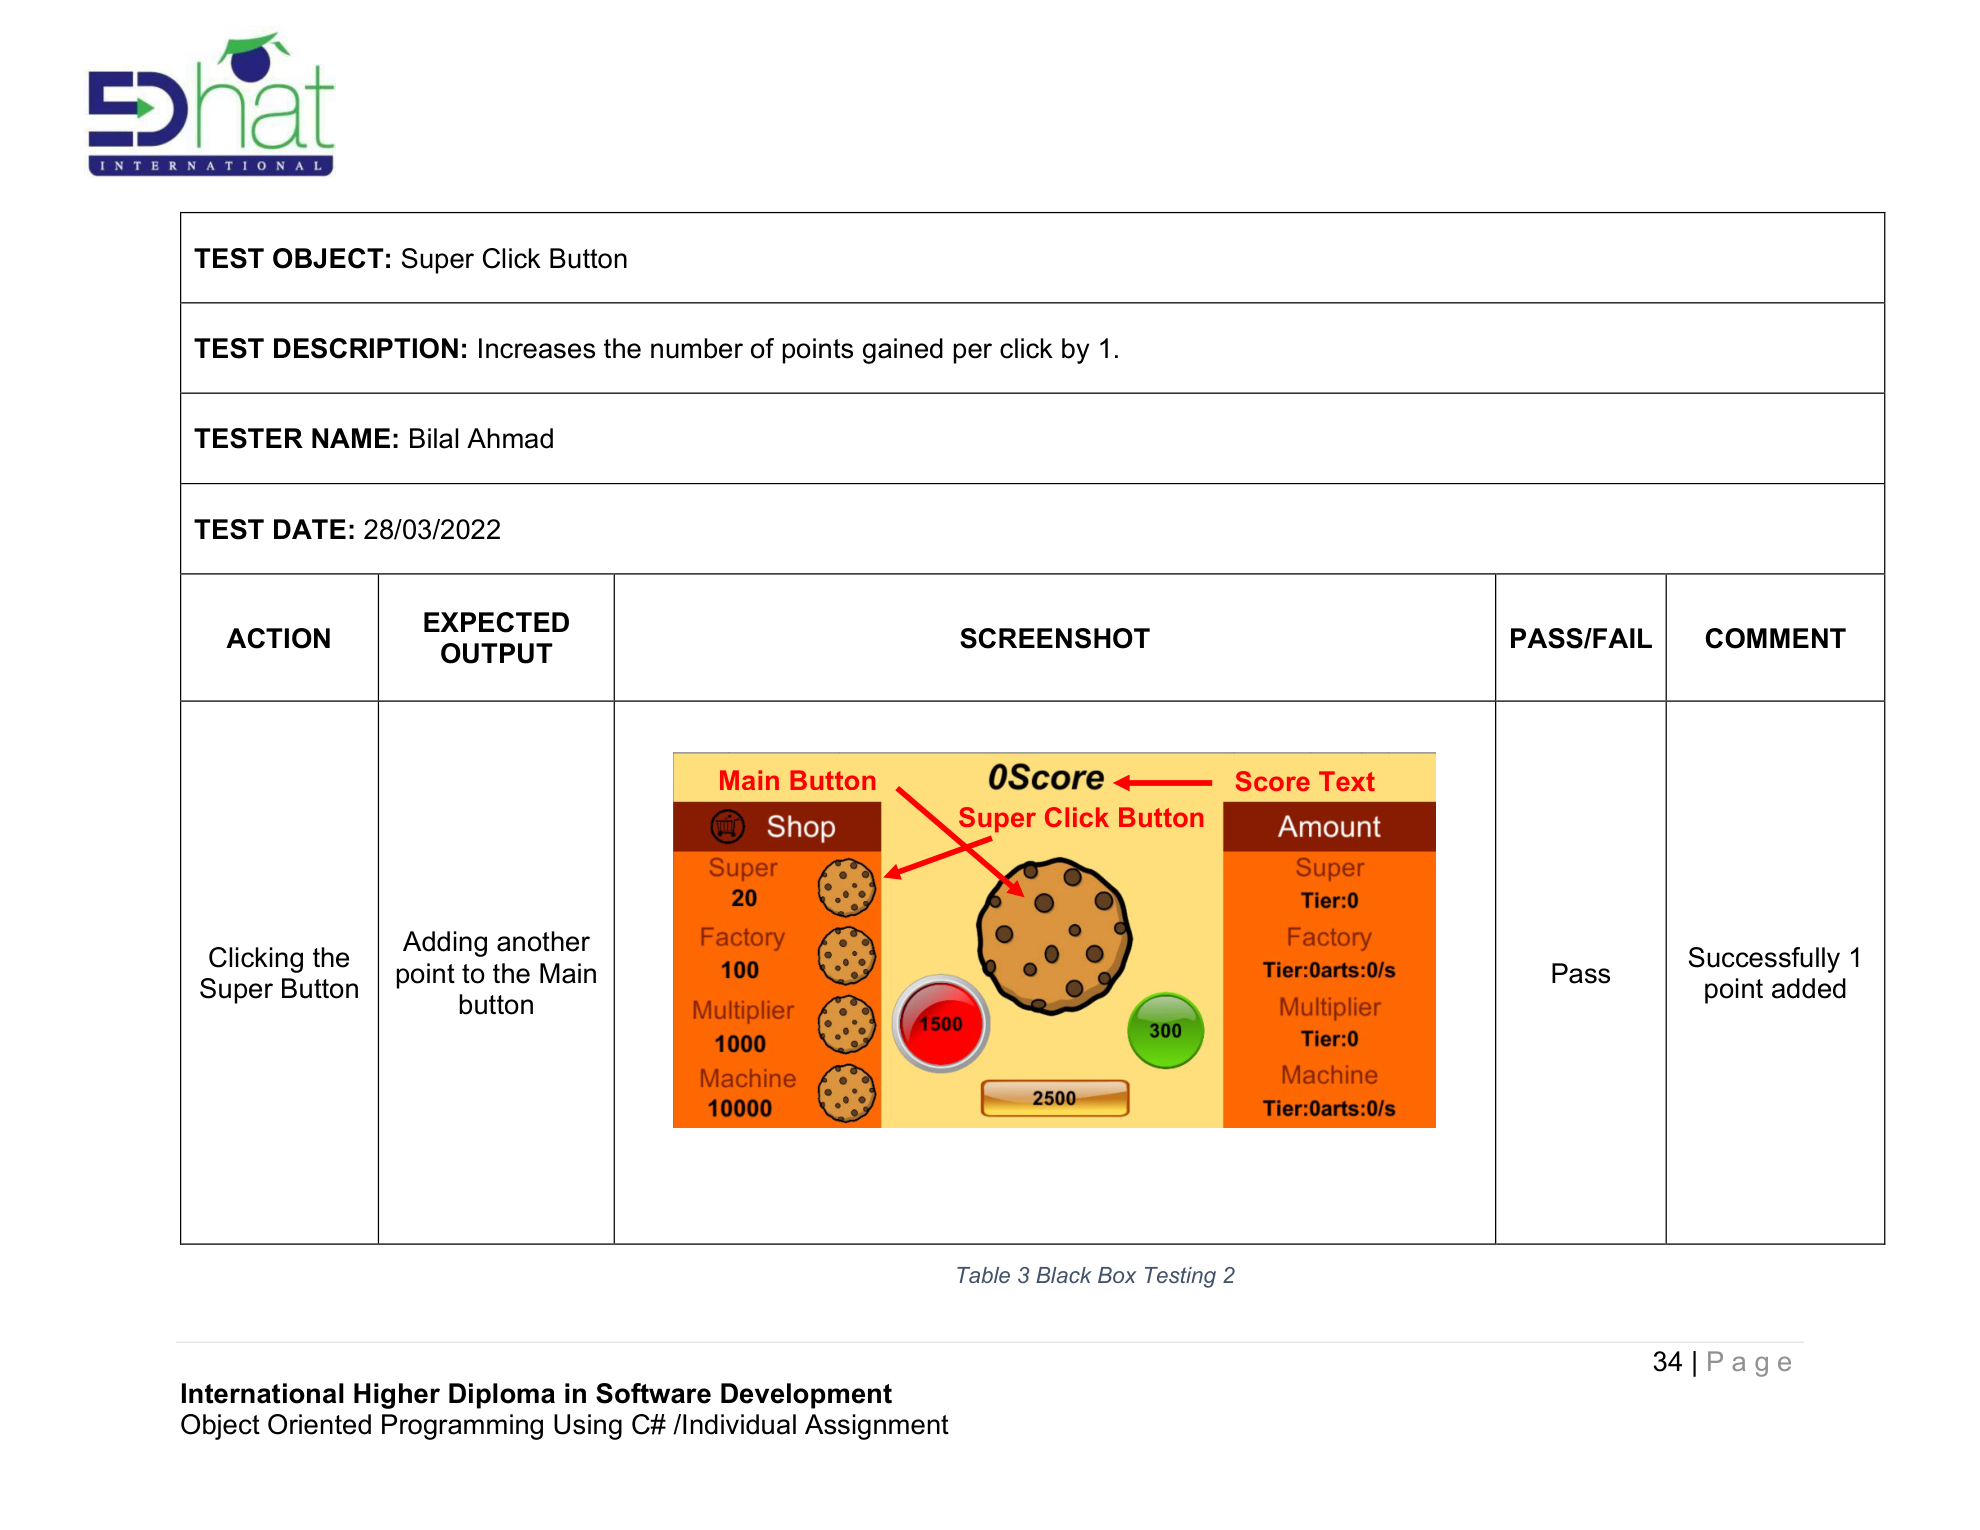 EDhat
INTERNATIONAL
TEST OBJECT: Super Click Button
TEST DESCRIPTION: Increases the number of points gained per click by 1.
TESTER NAME: Bilal Ahmad
TEST DATE: 28/03/2022
ACTION
EXPECTED
OUTPUT
SCREENSHOT
PASS/FAIL
COMMENT
Clicking the
Super Button
Adding another
point to the Main
button
Main Button
0Score
Score Text
Super Click Button
Shop
Super
20
Factory
100
Multiplier
1000
Machine
10000
1500
300
2500
Amount
Super
Tier:0
Factory
Tier:0arts:0/s
Multiplier
Tier:0
Machine
Tier:0arts:0/s
Pass
Successfully 1
point added
Table 3 Black Box Testing 2
34 | Page
International Higher Diploma in Software Development
Object Oriented Programming Using C# /Individual Assignment